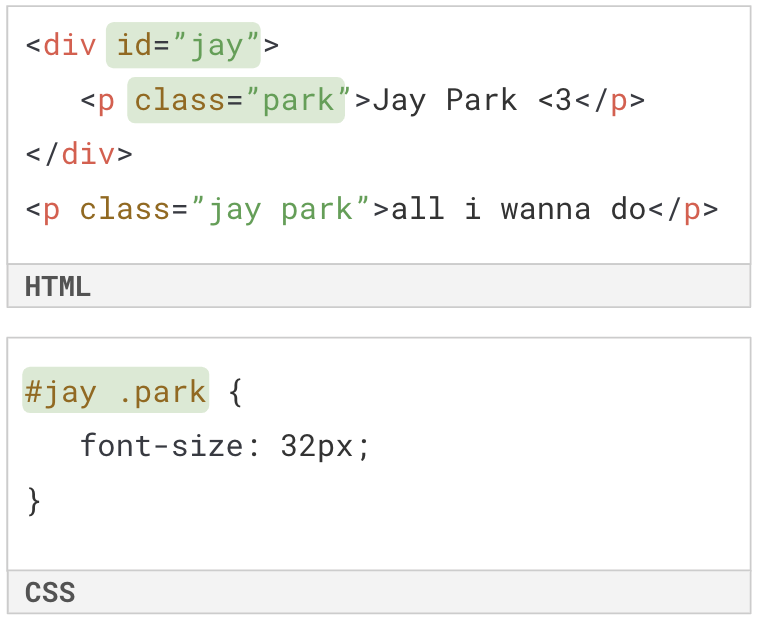 <div id=”jay”>
<p class=”park”>Jay Park <3</p>
</div>
<p class=”jay park”>all i wanna do</p>
HTML
#jay .park {
font-size: 32px;
}
CSS